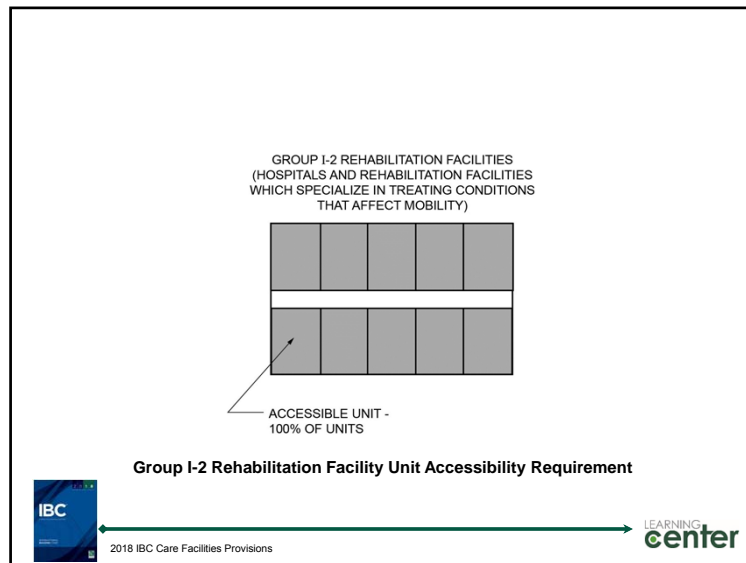 GROUP I-2 REHABILITATION FACILITIES
(HOSPITALS AND REHABILITATION FACILITIES
WHICH SPECIALIZE IN TREATING CONDITIONS
THAT AFFECT MOBILITY)
ACCESSIBLE UNIT -
100% OF UNITS
Group I-2 Rehabilitation Facility Unit Accessibility Requirement
IBC
2018 IBC Care Facilities Provisions
LEARNING
center